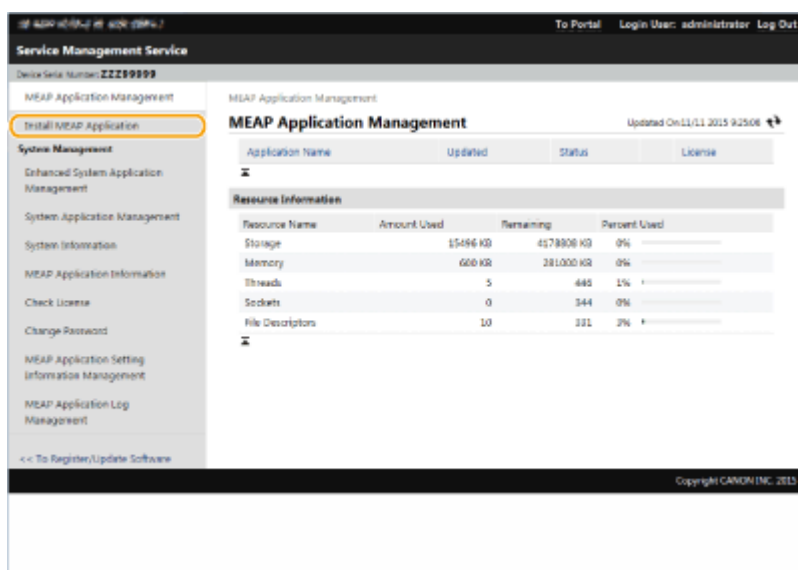 To Portal Login User: administrator Log Out
Service Management Service
Device Serial Number: ZZZ99999
MEAP Application Management
Install MEAP Application
System Management
Enhanced System Application
Management
System Application Management
System Information
MEAP Application Information
Check License
Change Password
MEAP Application Setting
Information Management
MEAP Application Log
Management
<< To Register/Update Software
MEAP Application Management
MEAP Application Management
Updated On:11/11 2015 9:25:08
Application Name Updated Status License
Resource Information
Resource Name Amount Used Remaining Percent Used
Storage 15496 KB 4178808 KB 0%
Memory 600 KB 281000 KB 0%
Threads 5 446 1%
Sockets 0 344 0%
File Descriptors 10 331 3%
Copyright CANON INC. 2015